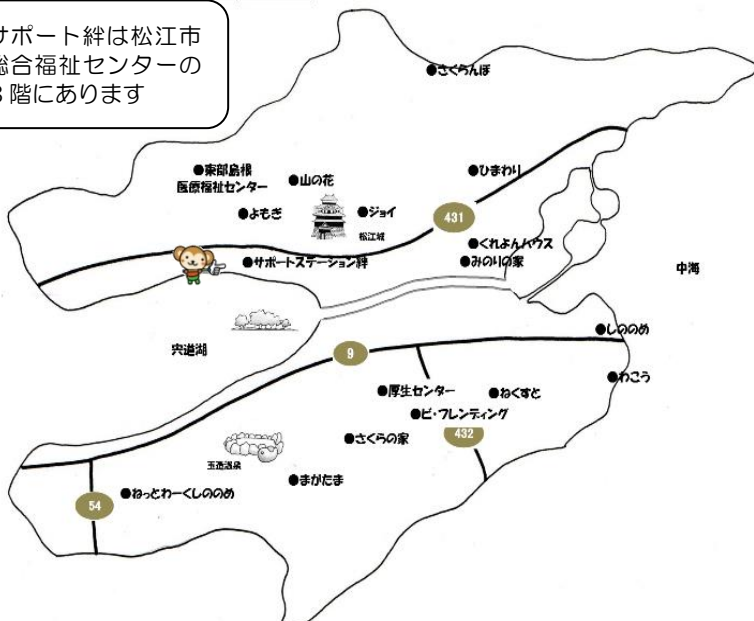 サポート絆は松江市
総合福祉センターの
階にあります
●さくらんぼ
●東部島根
医療福祉センター
●山の花
●ひまわり
●よもぎ
●ジョイ
松江城
431
●くれよんハウス
●サポートステーション絆
●みのりの家
中海
●しののめ
宍道湖
9
●わこう
●厚生センター
●ねくすと
●ビ・フレンディング
432
●さくらの家
玉造温泉
●まがたま
●ねっとわーくしののめ
54